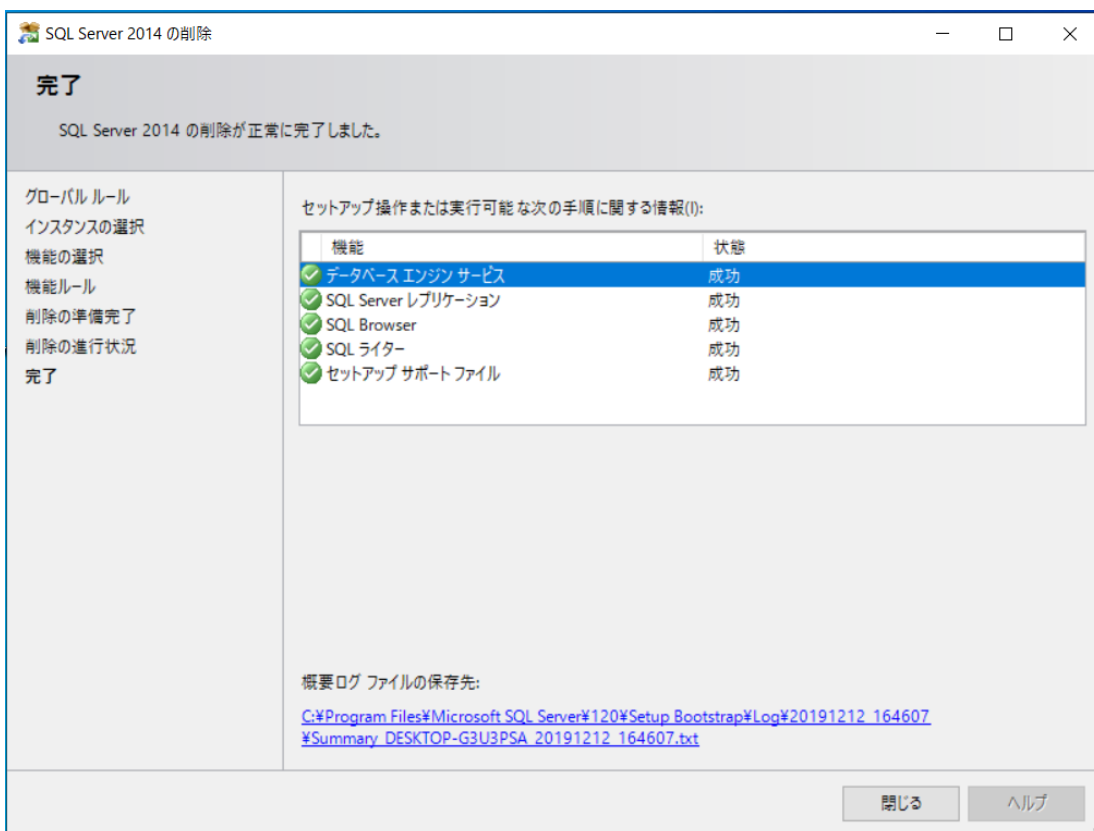 SQL Server 2014 の削除
完了
SQL Server 2014 の削除が正常に完了しました。
グローバル ルール
インスタンスの選択
機能の選択
機能ルール
削除の準備完了
削除の進行状況
完了
セットアップ操作または実行可能な次の手順に関する情報(I):
機能 状態
データベース エンジン サービス 成功
SQL Server レプリケーション 成功
SQL Browser 成功
SQL ライター 成功
セットアップ サポート ファイル 成功
概要ログ ファイルの保存先:
C:¥Program Files¥Microsoft SQL Server¥120¥Setup Bootstrap¥Log¥20191212_164607
¥Summary_DESKTOP-G3U3PSA_20191212_164607.txt
閉じる ヘルプ